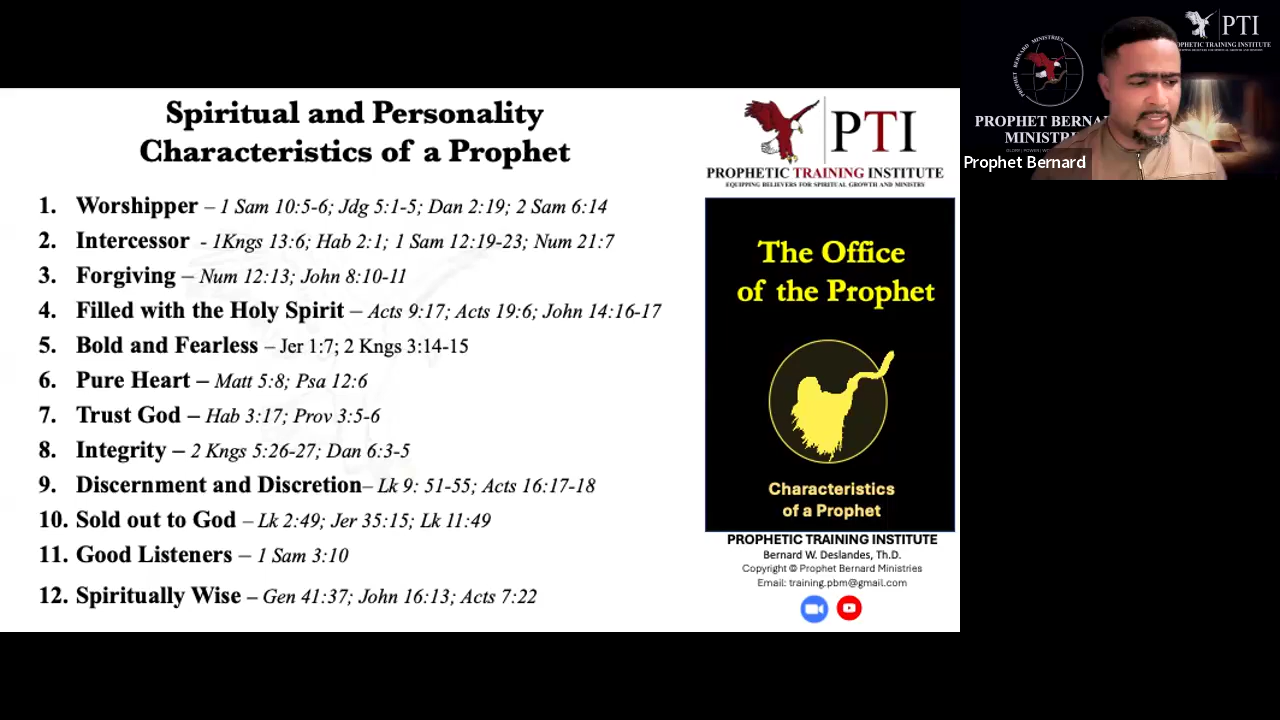 Spiritual and Personality
Characteristics of a Prophet
1. Worshipper – 1 Sam 10:5-6; Jdg 5:1-5; Dan 2:19; 2 Sam 6:14
2. Intercessor - 1Kngs 13:6; Hab 2:1; 1 Sam 12:19-23; Num 21:7
3. Forgiving – Num 12:13; John 8:10-11
4. Filled with the Holy Spirit – Acts 9:17; Acts 19:6; John 14:16-17
5. Bold and Fearless – Jer 1:7; 2 Kngs 3:14-15
6. Pure Heart – Matt 5:8; Psa 12:6
7. Trust God – Hab 3:17; Prov 3:5-6
8. Integrity – 2 Kngs 5:26-27; Dan 6:3-5
9. Discernment and Discretion– Lk 9: 51-55; Acts 16:17-18
10. Sold out to God – Lk 2:49; Jer 35:15; Lk 11:49
11. Good Listeners – 1 Sam 3:10
12. Spiritually Wise – Gen 41:37; John 16:13; Acts 7:22
PTI
PROPHETIC TRAINING INSTITUTE
EQUIPPING BELIEVERS FOR SPIRITUAL GROWTH AND MINISTRY
The Office
of the Prophet
Characteristics
of a Prophet
PROPHETIC TRAINING INSTITUTE
Bernard W. Deslandes, Th.D.
Copyright © Prophet Bernard Ministries
Email: training.pbm@gmail.com
PROPHET BERNARD MINISTRIES
PROPHET BERNAR
MINISTRI
PTI
PROPHETIC TRAINING INSTITUTE
Prophet Bernard